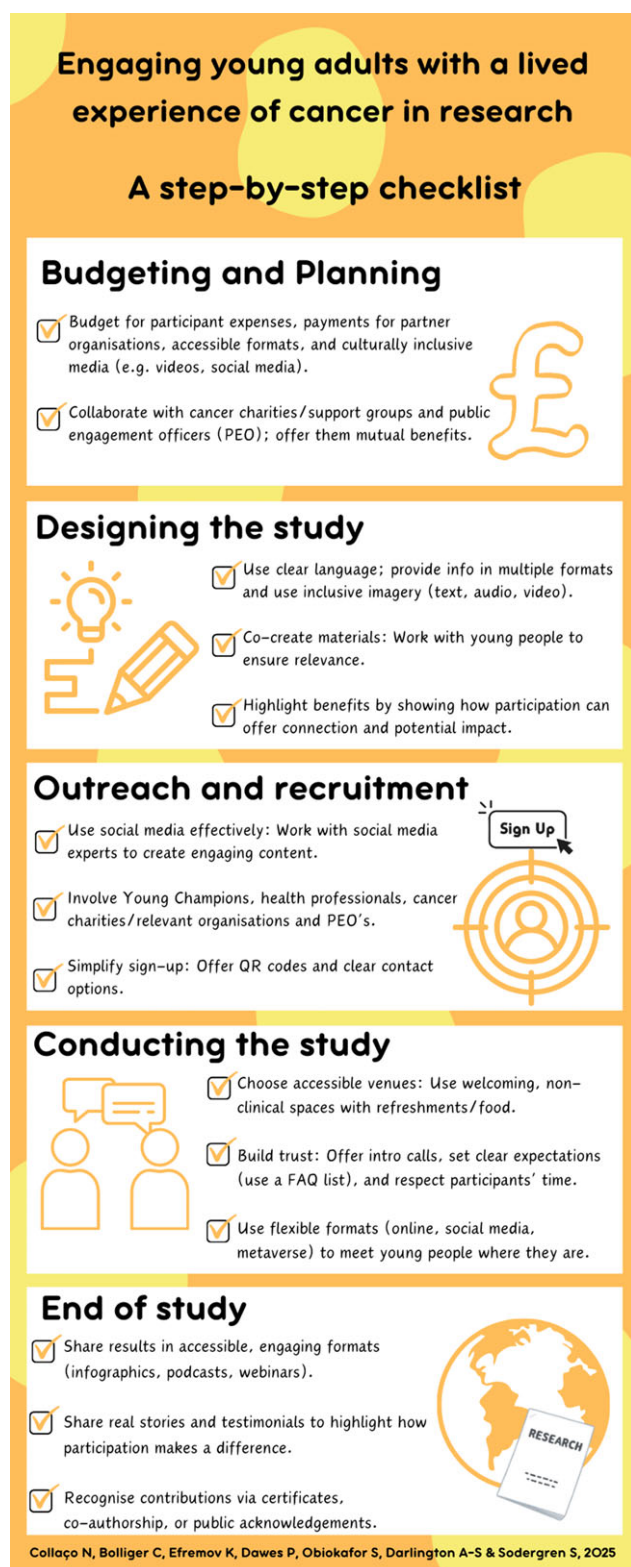 Engaging young adults with a lived
experience of cancer in research
A step-by-step checklist
Budgeting and Planning
Budget for participant expenses, payments for partner
organisations, accessible formats, and culturally inclusive
media (e.g. videos, social media).
Collaborate with cancer charities/support groups and public
engagement officers (PEO); offer them mutual benefits.
£
Designing the study
Use clear language; provide info in multiple formats
and use inclusive imagery (text, audio, video).
Co-create materials: Work with young people to
ensure relevance.
Highlight benefits by showing how participation can
offer connection and potential impact.
Outreach and recruitment
Use social media effectively: Work with social media
experts to create engaging content.
Sign Up
Involve Young Champions, health professionals, cancer
charities/relevant organisations and PEO's.
Simplify sign-up: Offer QR codes and clear contact
options.
Conducting the study
Choose accessible venues: Use welcoming, non-
clinical spaces with refreshments/food.
Build trust: Offer intro calls, set clear expectations
(use a FAQ list), and respect participants' time.
Use flexible formats (online, social media,
metaverse) to meet young people where they are.
End of study
Share results in accessible, engaging formats
(infographics, podcasts, webinars).
Share real stories and testimonials to highlight how
participation makes a difference.
RESEARCH
Recognise contributions via certificates,
co-authorship, or public acknowledgements.
Collaço N, Bolliger C, Efremov K, Dawes P, Obiokafor S, Darlington A-S & Sodergren S, 2025